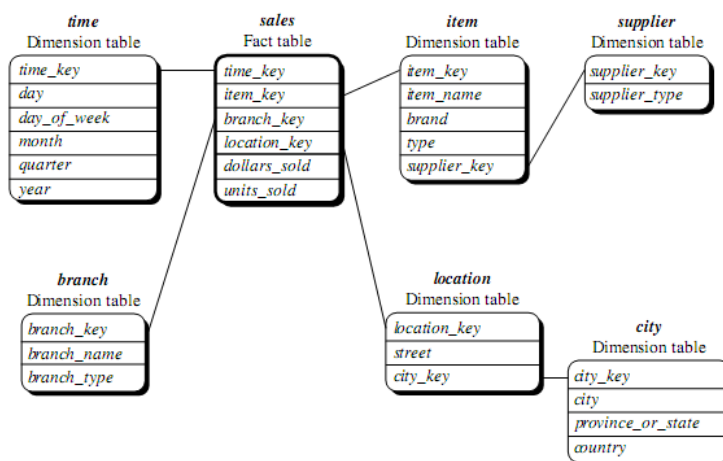 time
Dimension table
time_key
day
day_of_week
month
quarter
year
sales
Fact table
time_key
item_key
branch_key
location_key
dollars_sold
units_sold
item
Dimension table
item_key
item_name
brand
type
supplier_key
supplier
Dimension table
supplier_key
supplier_type
branch
Dimension table
branch_key
branch_name
branch_type
location
Dimension table
location_key
street
city_key
city
Dimension table
city_key
city
province_or_state
country